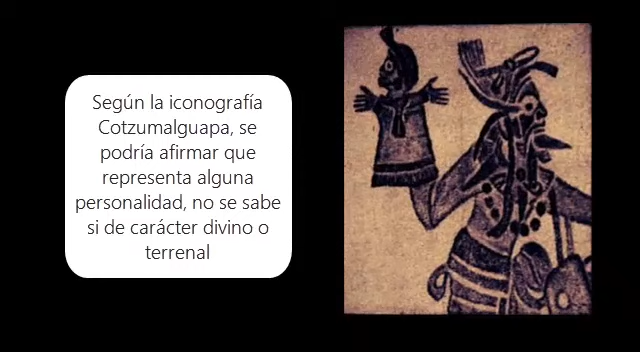 Según la iconografía
Cotzumalguapa, se
podría afirmar que
representa alguna
personalidad, no se sabe
si de carácter divino o
terrenal